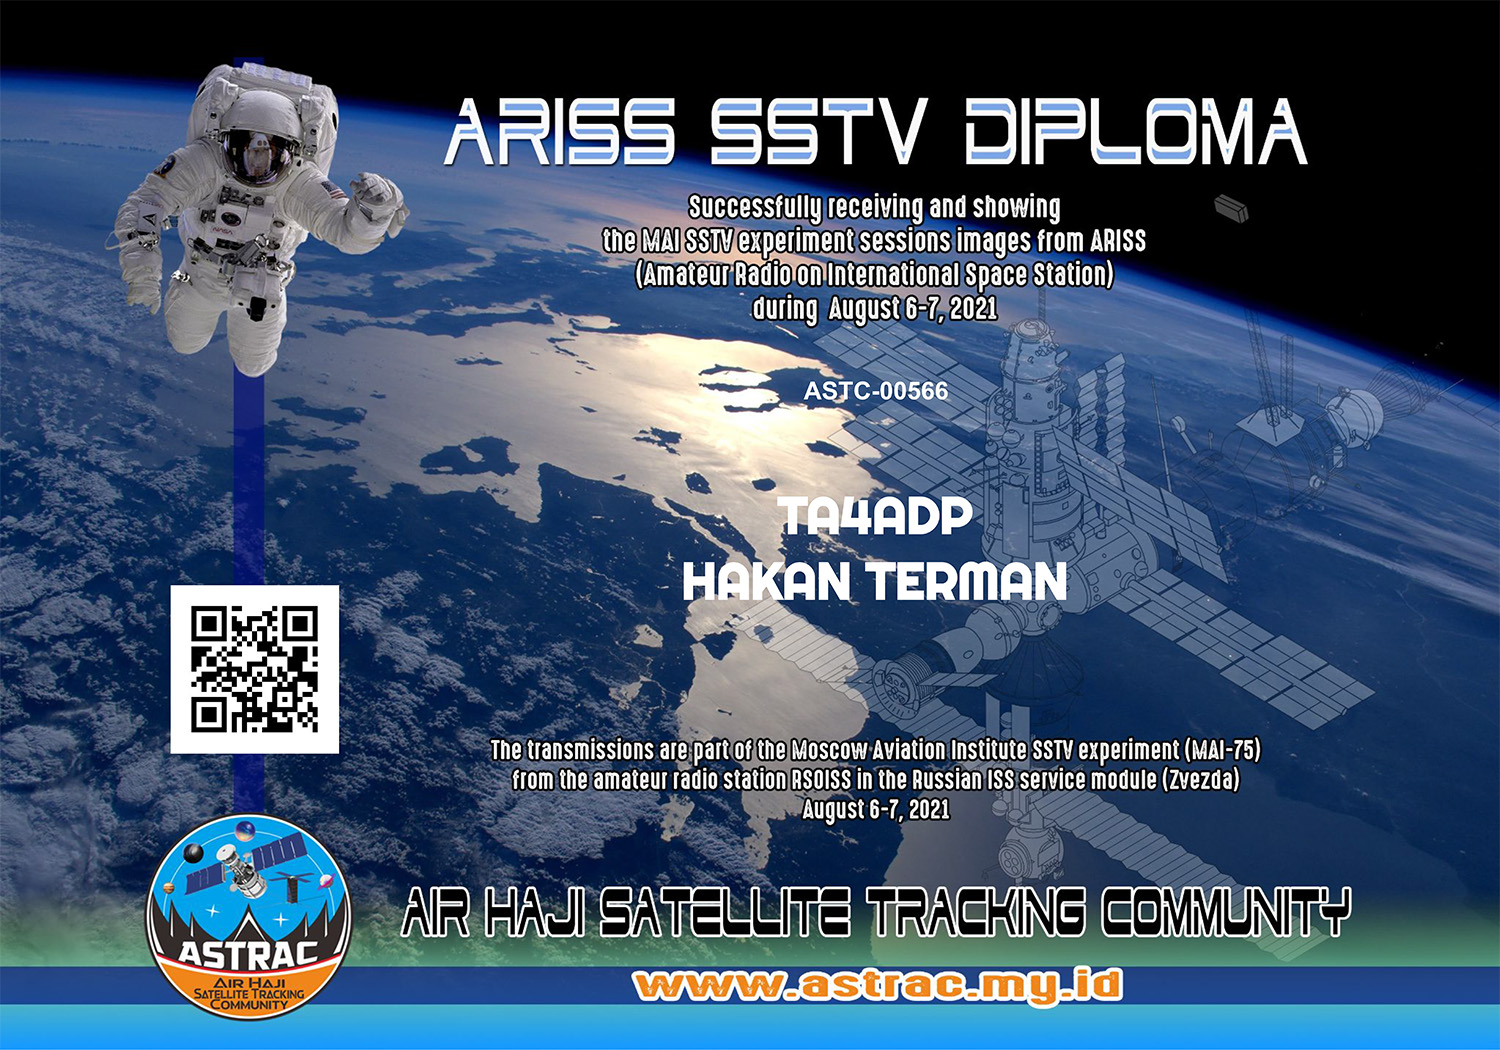 ARISS SSTV DIPLOMA
Successfully receiving and showing
the MAI SSTV experiment sessions images from ARISS
(Amateur Radio on International Space Station)
during August 6-7, 2021
ASTC-00566
TA4ADP
HAKAN TERMAN
The transmissions are part of the Moscow Aviation Institute SSTV experiment (MAI-75)
from the amateur radio station RS0ISS in the Russian ISS service module (Zvezda)
August 6-7, 2021
AIR HAJI SATELLITE TRACKING COMMUNITY
www.astrac.my.id
ASTRAC
AIR HAJI
SATELLITE TRACKING
COMMUNITY
NASA